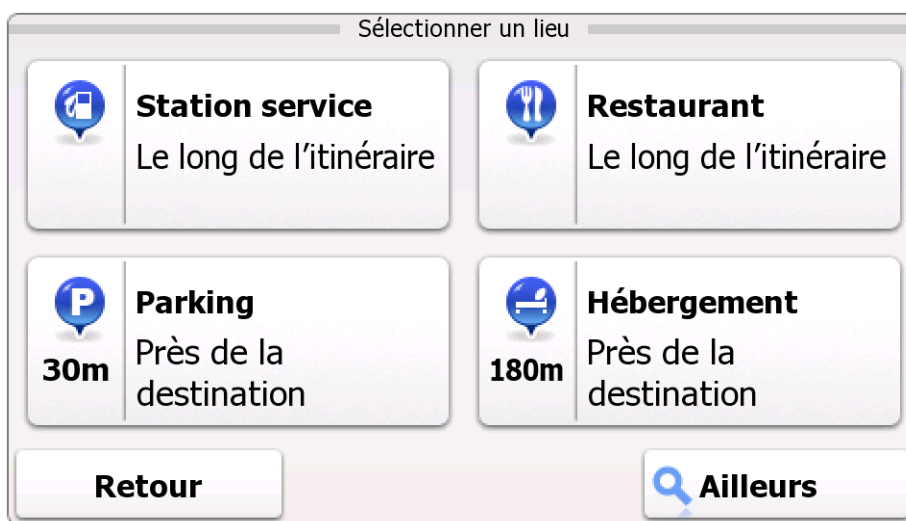 Sélectionner un lieu
Station service
Le long de l’itinéraire
Restaurant
Le long de l’itinéraire
Parking
30m
Près de la
destination
Hébergement
180m
Près de la
destination
Retour
Ailleurs